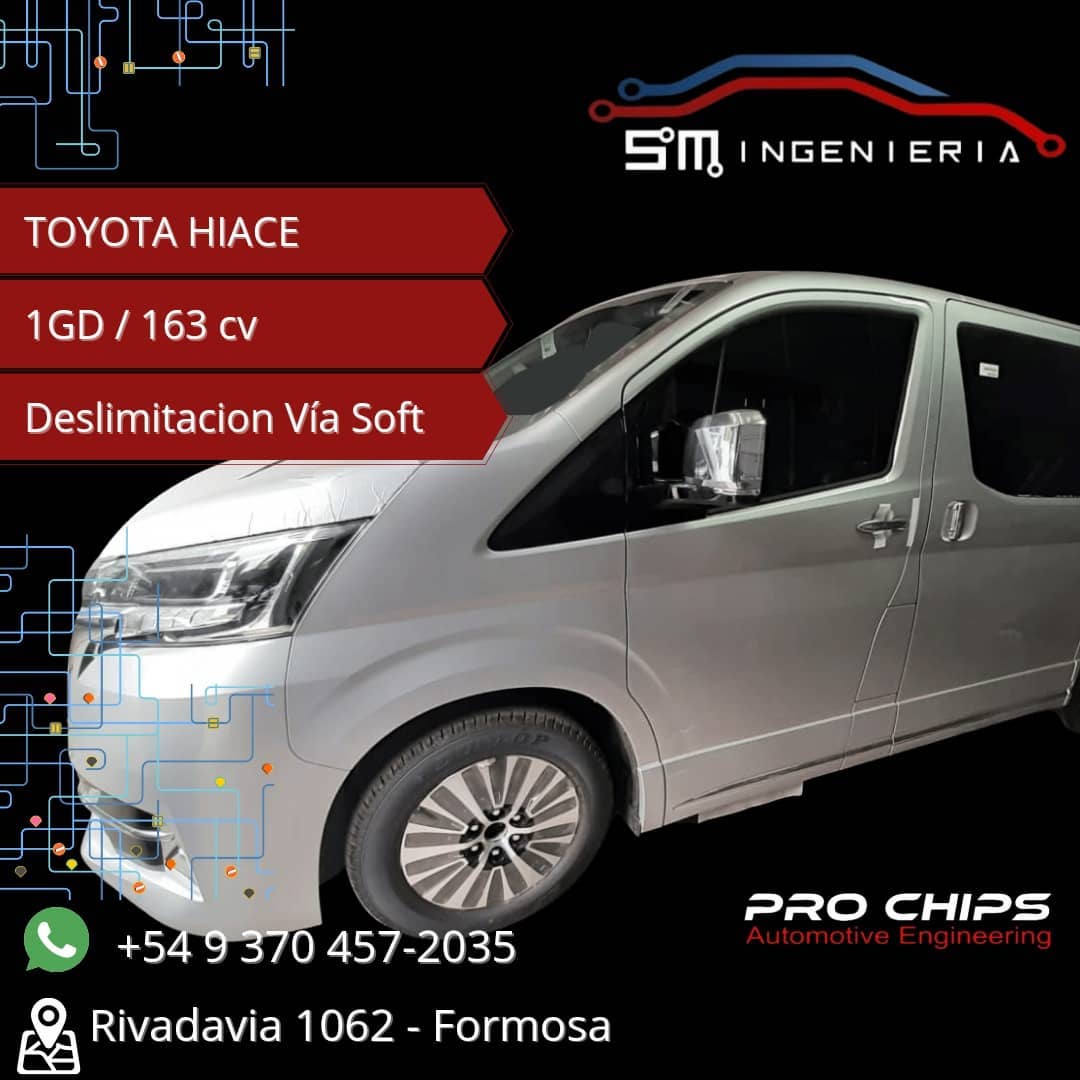 SM INGENIERIA
TOYOTA HIACE
1GD / 163 cv
Deslimitacion Vía Soft
DUNLOP
PRO CHIPS
Automotive Engineering
+54 9 370 457-2035
Rivadavia 1062 - Formosa